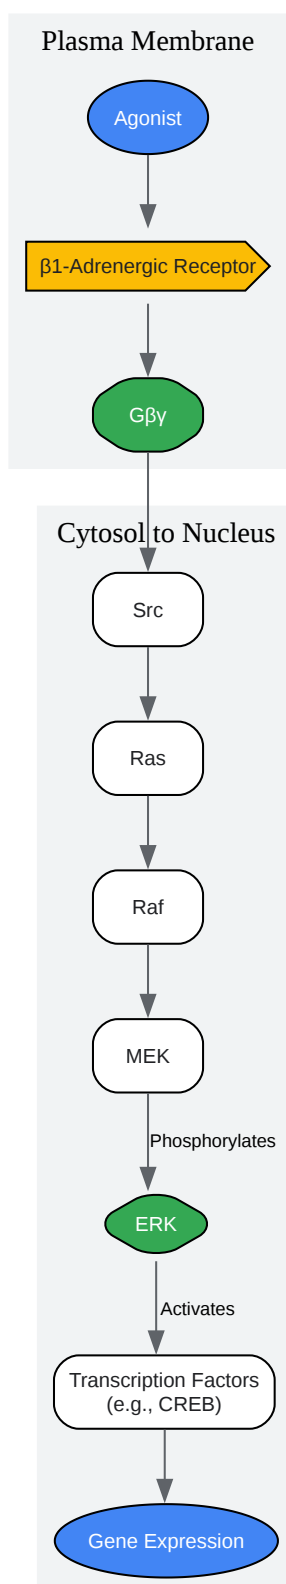 Plasma Membrane
Agonist
β1-Adrenergic Receptor
Gβγ
Cytosol to Nucleus
Src
Ras
Raf
MEK
Phosphorylates
ERK
Activates
Transcription Factors
(e.g., CREB)
Gene Expression